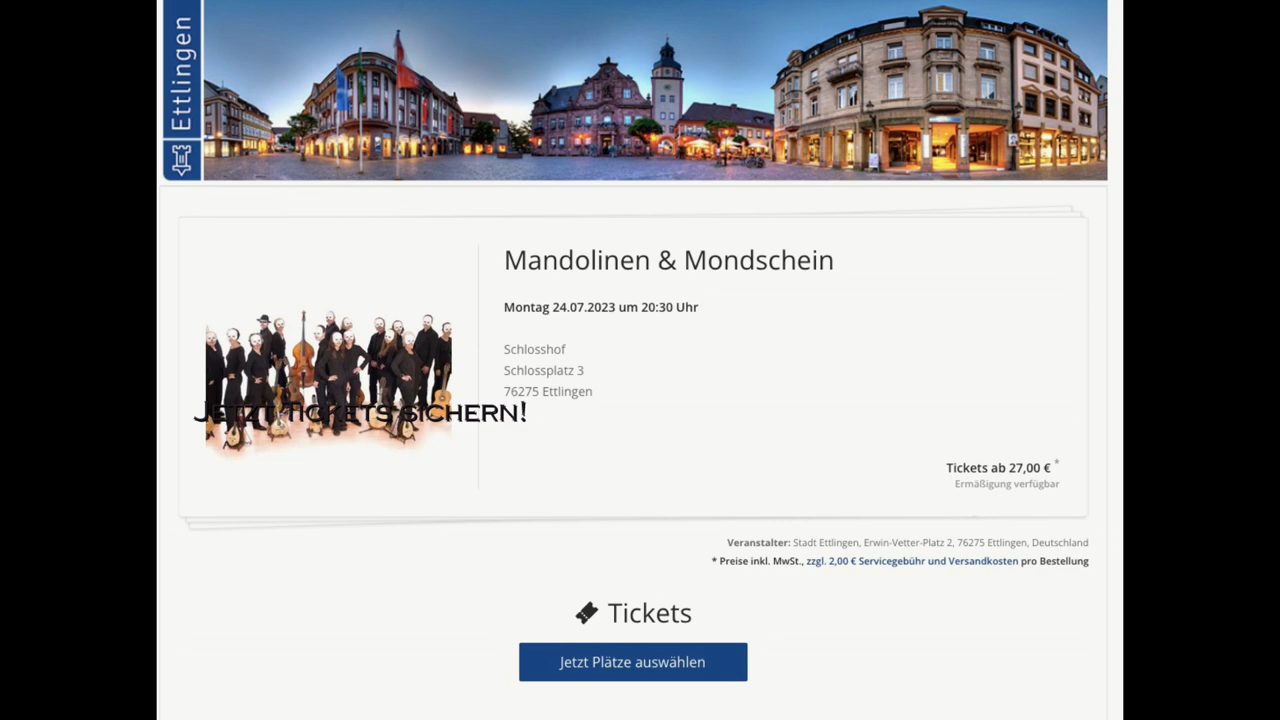 Ettlingen
Mandolinen & Mondschein
Montag 24.07.2023 um 20:30 Uhr
Schlosshof
Schlossplatz 3
76275 Ettlingen
Jetzt Tickets sichern!
Tickets ab 27,00 € *
Ermäßigung verfügbar
Veranstalter: Stadt Ettlingen, Erwin-Vetter-Platz 2, 76275 Ettlingen, Deutschland
* Preise inkl. MwSt., zzgl. 2,00 € Servicegebühr und Versandkosten pro Bestellung
Tickets
Jetzt Plätze auswählen